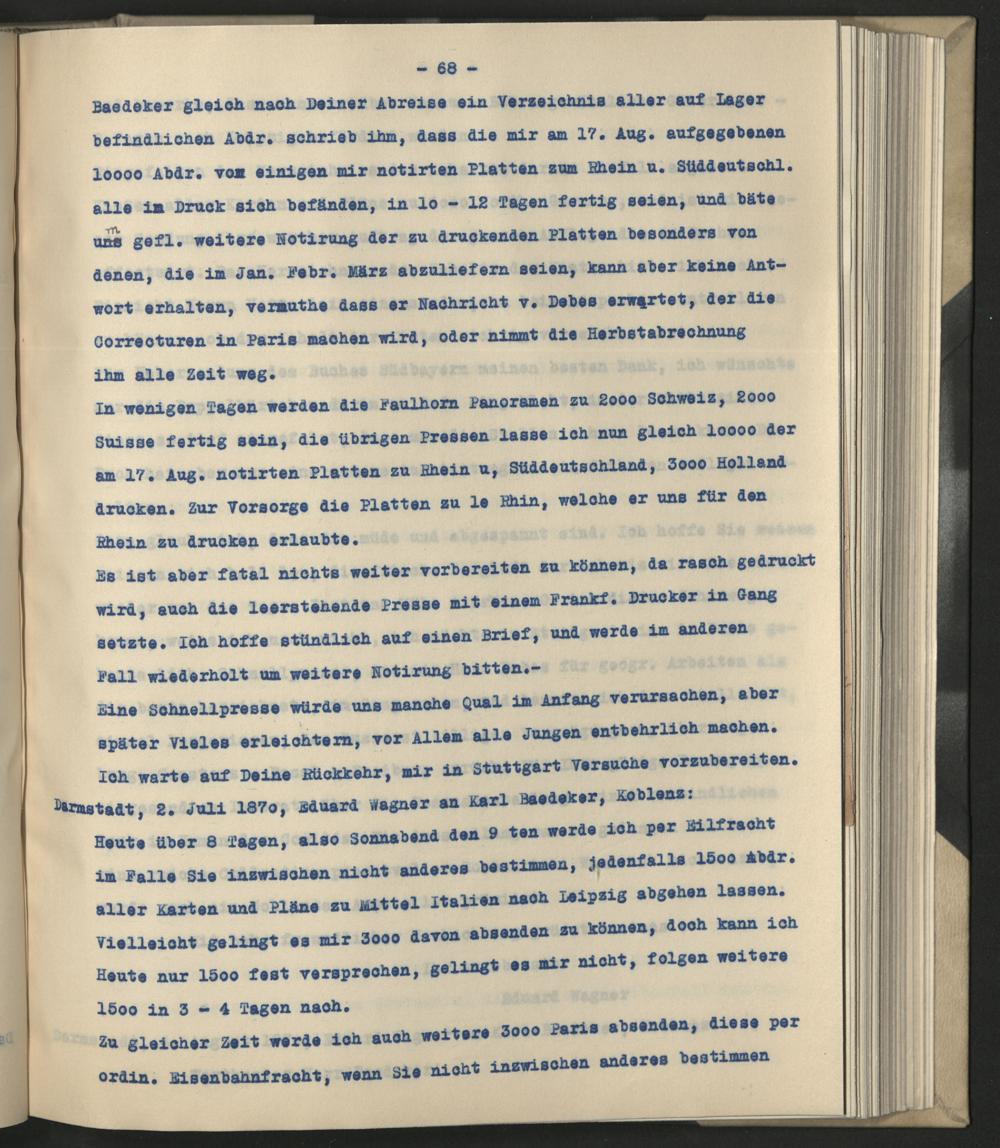 - 68 -
Baedeker gleich nach Deiner Abreise ein Verzeichnis aller auf Lager
befindlichen Abdr. schrieb ihm, dass die mir am 17. Aug. aufgegebenen
loooo Abdr. von einigen mir notirten Platten zum Rhein u. Süddeutschl.
alle im Druck sich befänden, in lo - 12 Tagen fertig seien, und bäte
um gefl. weitere Notirung der zu druckenden Platten besonders von
denen, die im Jan. Febr. März abzuliefern seien, kann aber keine Ant-
wort erhalten, vermuthe dass er Nachricht v. Debes erwartet, der die
Correcturen in Paris machen wird, oder nimmt die Herbstabrechnung
ihm alle Zeit weg.
In wenigen Tagen werden die Faulhorn Panoramen zu 2ooo Schweiz, 2ooo
Suisse fertig sein, die übrigen Pressen lasse ich nun gleich loooo der
am 17. Aug. notirten Platten zu Rhein u, Süddeutschland, 3ooo Holland
drucken. Zur Vorsorge die Platten zu le Rhin, welche er uns für den
Rhein zu drucken erlaubte.
Es ist aber fatal nichts weiter vorbereiten zu können, da rasch gedruckt
wird, auch die leerstehende Presse mit einem Frankf. Drucker in Gang
setzte. Ich hoffe stündlich auf einen Brief, und werde im anderen
Fall wiederholt um weitere Notirung bitten.-
Eine Schnellpresse würde uns manche Qual im Anfang verursachen, aber
später Vieles erleichtern, vor Allem alle Jungen entbehrlich machen.
Ich warte auf Deine Rückkehr, mir in Stuttgart Versuche vorzubereiten.
Darmstadt, 2. Juli 187o, Eduard Wagner an Karl Baedeker, Koblenz:
Heute über 8 Tagen, also Sonnabend den 9 ten werde ich per Eilfracht
im Falle Sie inzwischen nicht anderes bestimmen, jedenfalls 15oo Abdr.
aller Karten und Pläne zu Mittel Italien nach Leipzig abgehen lassen.
Vielleicht gelingt es mir 3ooo davon absenden zu können, doch kann ich
Heute nur 15oo fest versprechen, gelingt es mir nicht, folgen weitere
15oo in 3 - 4 Tagen nach.
Zu gleicher Zeit werde ich auch weitere 3ooo Paris absenden, diese per
ordin. Eisenbahnfracht, wenn Sie nicht inzwischen anderes bestimmen